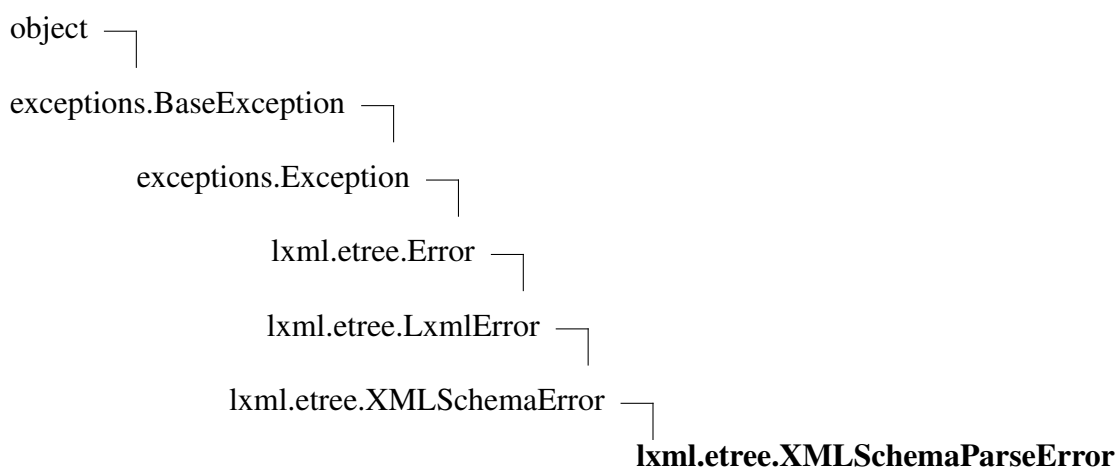 object
exceptions.BaseException
exceptions.Exception
lxml.etree.Error
lxml.etree.LxmlError
lxml.etree.XMLSchemaError
lxml.etree.XMLSchemaParseError